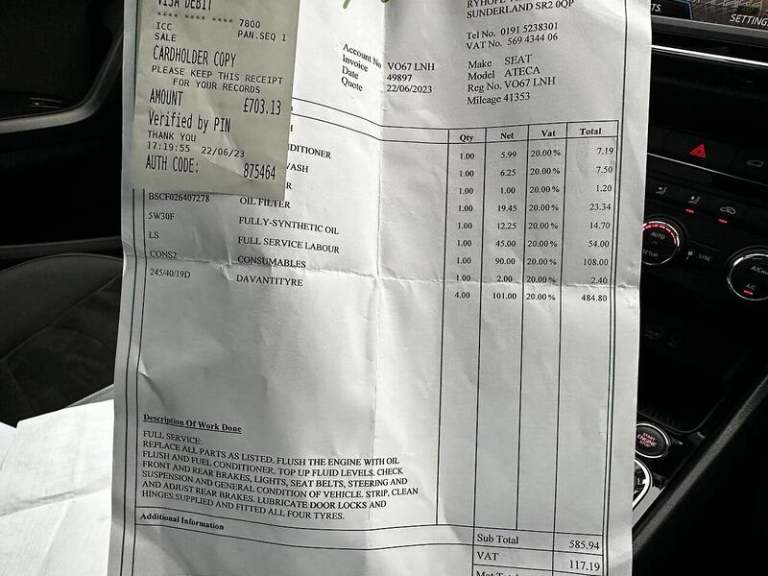 VISA DEBIT
**** **** **** 7800
ICC PAN.SEQ 1
SALE
CARDHOLDER COPY
PLEASE KEEP THIS RECEIPT
FOR YOUR RECORDS
AMOUNT £703.13
Verified by PIN
THANK YOU
17:19:55 22/06/23
AUTH CODE: 875464
SUNDERLAND SR2 0QP
Tel No. 0191 5238301
VAT No. 569 4344 06
Account No VO67 LNH
Invoice 49897
Date 22/06/2023
Quote
Make SEAT
Model ATECA
Reg No. VO67 LNH
Mileage 41353
Qty Net Vat Total
NDITIONER 1.00 5.99 20.00 % 7.19
WASH 1.00 6.25 20.00 % 7.50
R 1.00 1.00 20.00 % 1.20
BSCF026407278 OIL FILTER 1.00 19.45 20.00 % 23.34
5W30F FULLY-SYNTHETIC OIL 1.00 12.25 20.00 % 14.70
LS FULL SERVICE LABOUR 1.00 45.00 20.00 % 54.00
CONS2 CONSUMABLES 1.00 90.00 20.00 % 108.00
245/40/19D DAVANTITYRE 1.00 2.00 20.00 % 2.40
4.00 101.00 20.00 % 484.80
Description Of Work Done
FULL SERVICE:
REPLACE ALL PARTS AS LISTED. FLUSH THE ENGINE WITH OIL
FLUSH AND FUEL CONDITIONER. TOP UP FLUID LEVELS. CHECK
FRONT AND REAR BRAKES, LIGHTS, SEAT BELTS, STEERING AND
SUSPENSION AND GENERAL CONDITION OF VEHICLE. STRIP, CLEAN
AND ADJUST REAR BRAKES. LUBRICATE DOOR LOCKS AND
HINGES.SUPPLIED AND FITTED ALL FOUR TYRES.
Additional Information
Sub Total 585.94
VAT 117.19
SETTING
AUTO
A/C